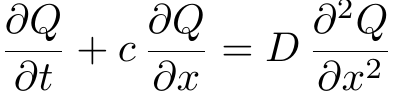 ∂Q/∂t + c ∂Q/∂x = D ∂²Q/∂x²